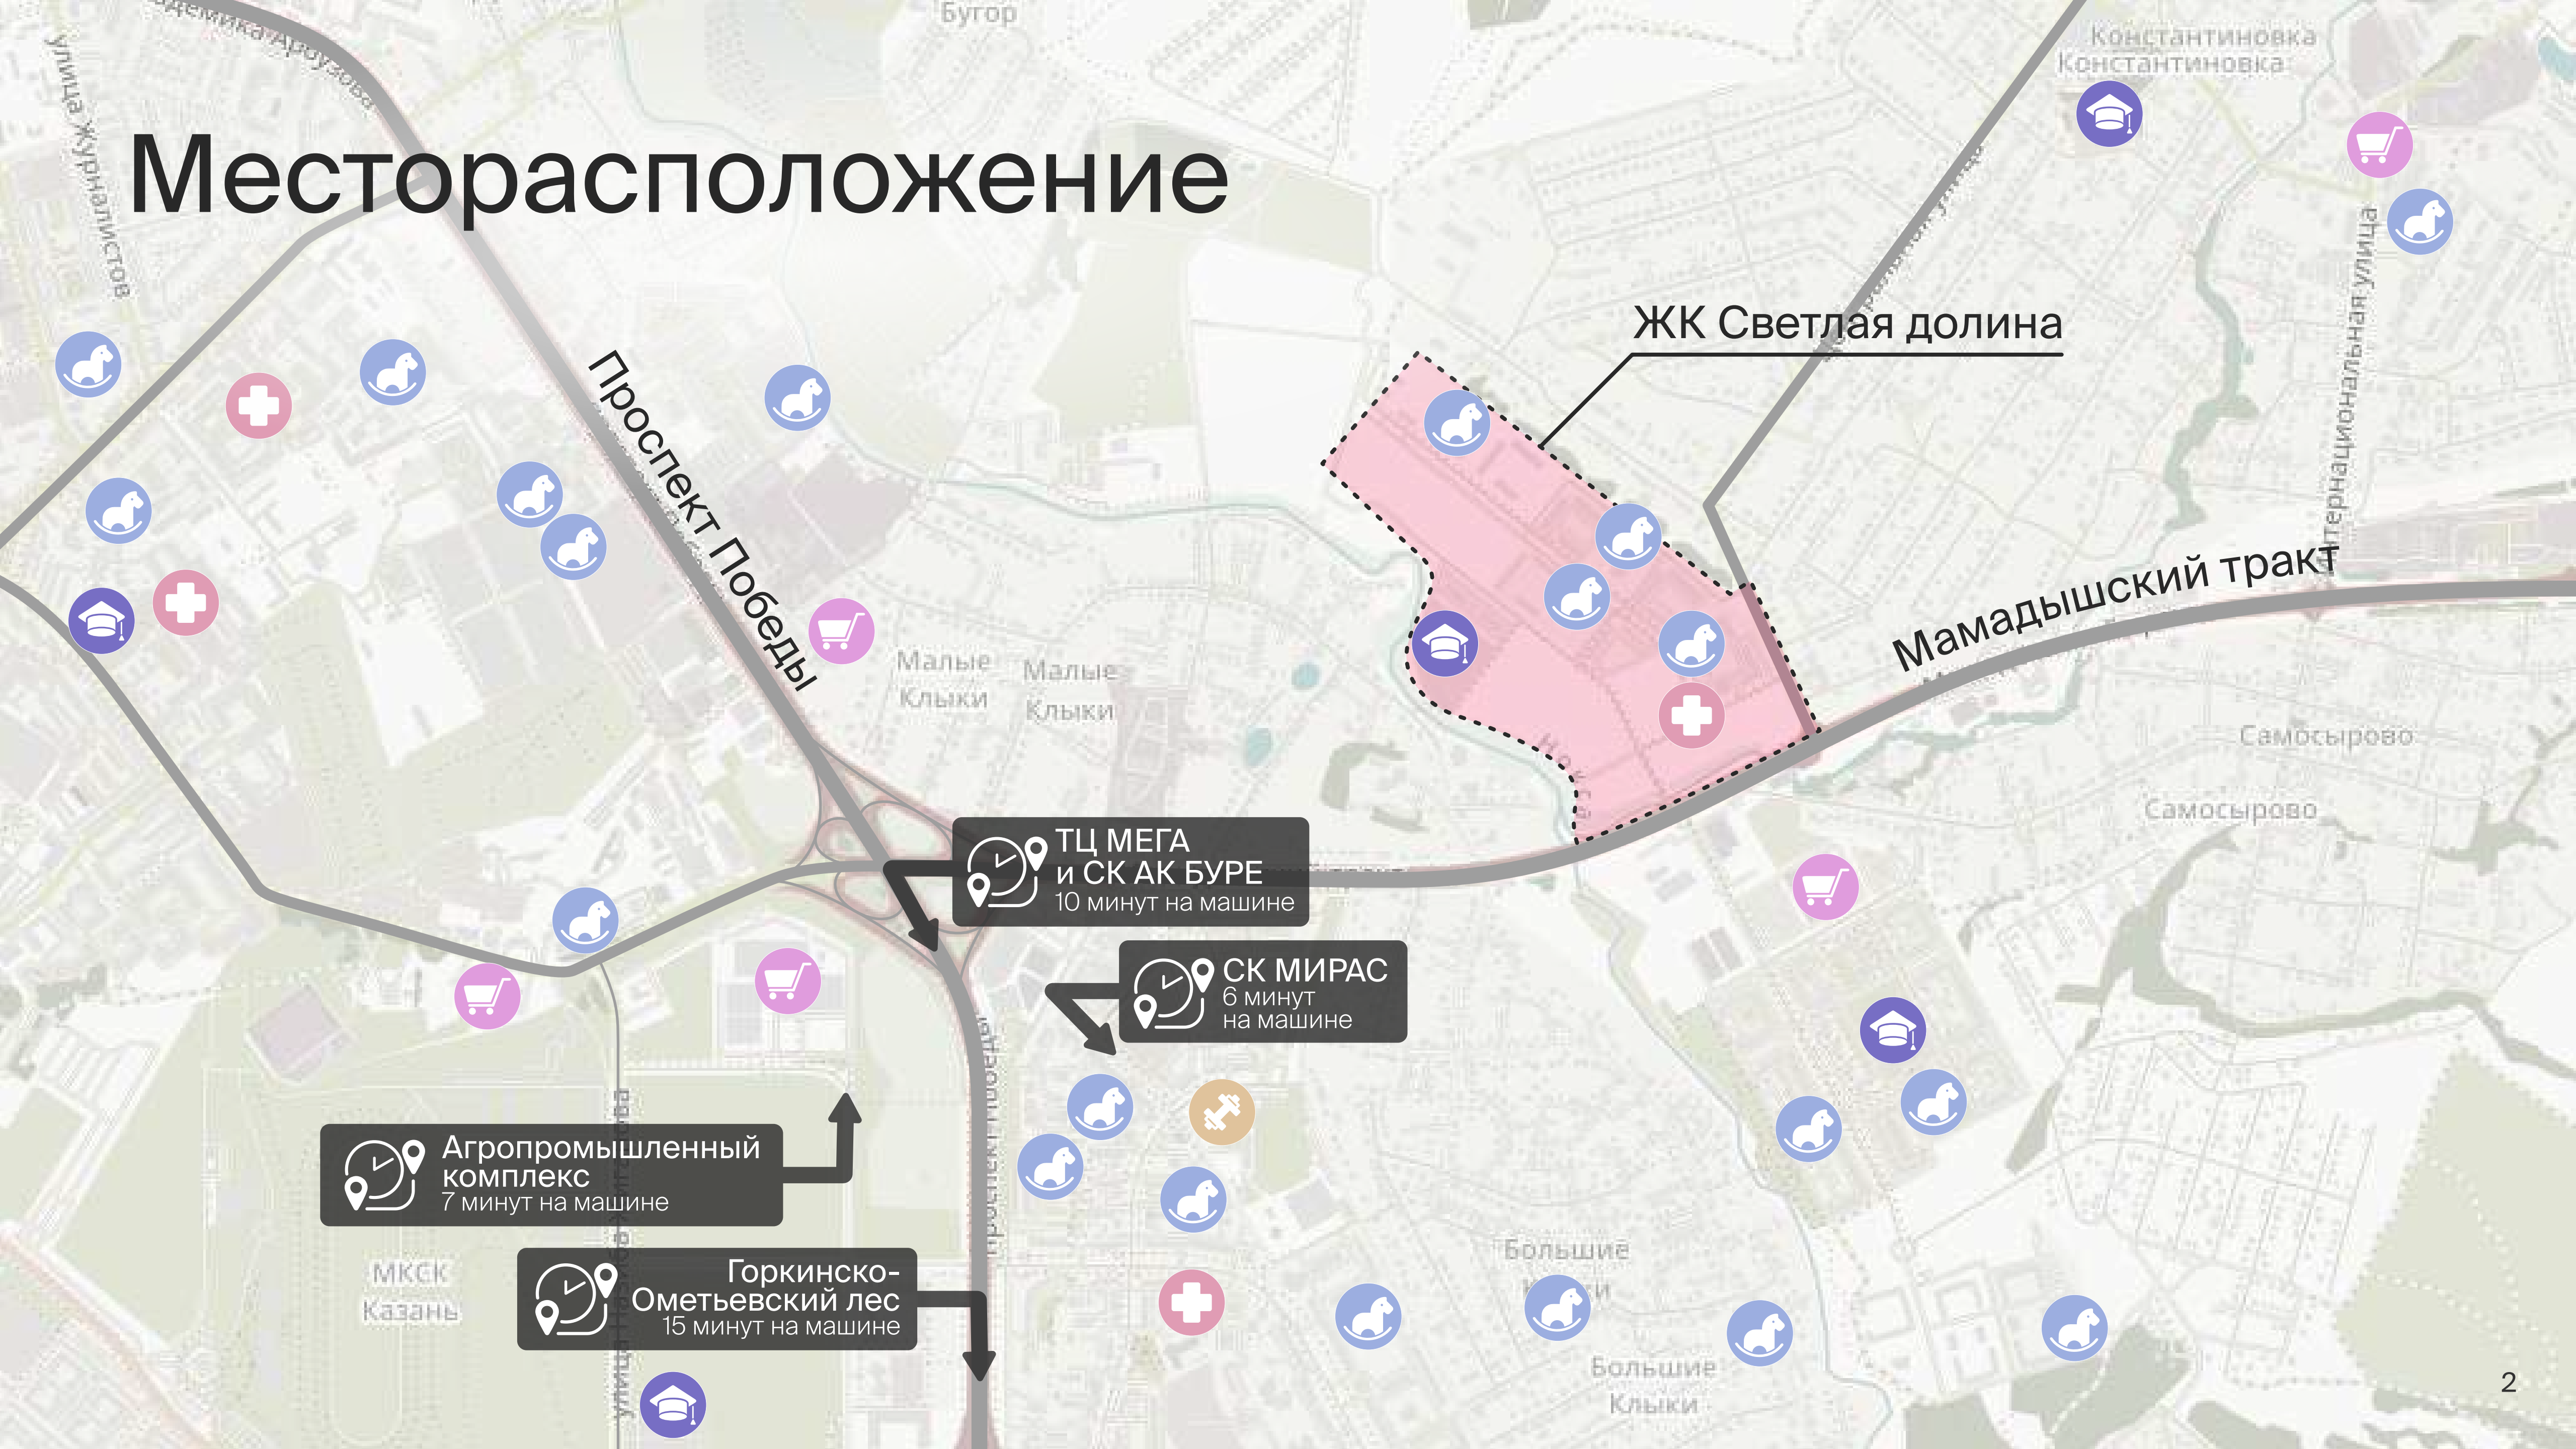 Бугор
Константиновка
Константиновка
улица Журналистов
Месторасположение
ЖК Светлая долина
Проспект Победы
Мамадышский тракт
Малые
Клыки
Малые
Клыки
Самосырово
Самосырово
ТЦ МЕГА
и СК АК БУРЕ
10 минут на машине
СК МИРАС
6 минут
на машине
Агропромышленный
комплекс
7 минут на машине
Горкинско-
Ометьевский лес
15 минут на машине
МКСК
Казань
Большие
Большие
Клыки
2